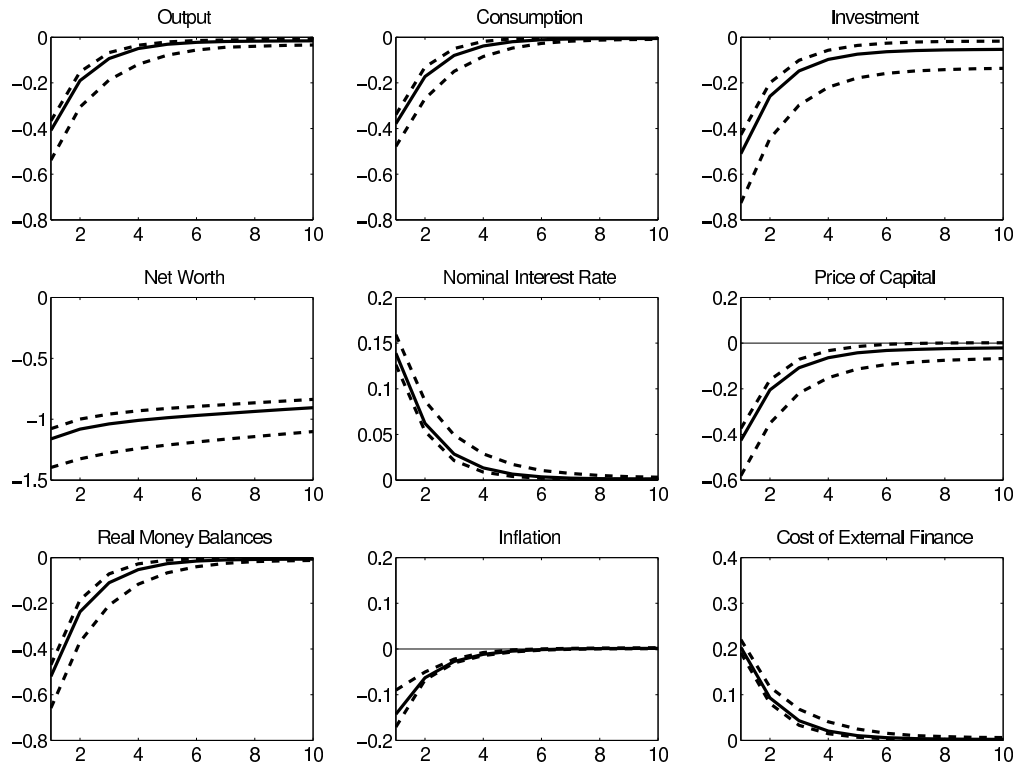 Output
0
−0.2
−0.4
−0.6
−0.8
2 4 6 8 10
Consumption
0
−0.2
−0.4
−0.6
−0.8
2 4 6 8 10
Investment
0
−0.2
−0.4
−0.6
−0.8
2 4 6 8 10
Net Worth
0
−0.5
−1
−1.5
2 4 6 8 10
Nominal Interest Rate
0.2
0.15
0.1
0.05
0
2 4 6 8 10
Price of Capital
0.2
0
−0.2
−0.4
−0.6
2 4 6 8 10
Real Money Balances
0
−0.2
−0.4
−0.6
−0.8
2 4 6 8 10
Inflation
0.2
0.1
0
−0.1
−0.2
2 4 6 8 10
Cost of External Finance
0.4
0.3
0.2
0.1
0
2 4 6 8 10